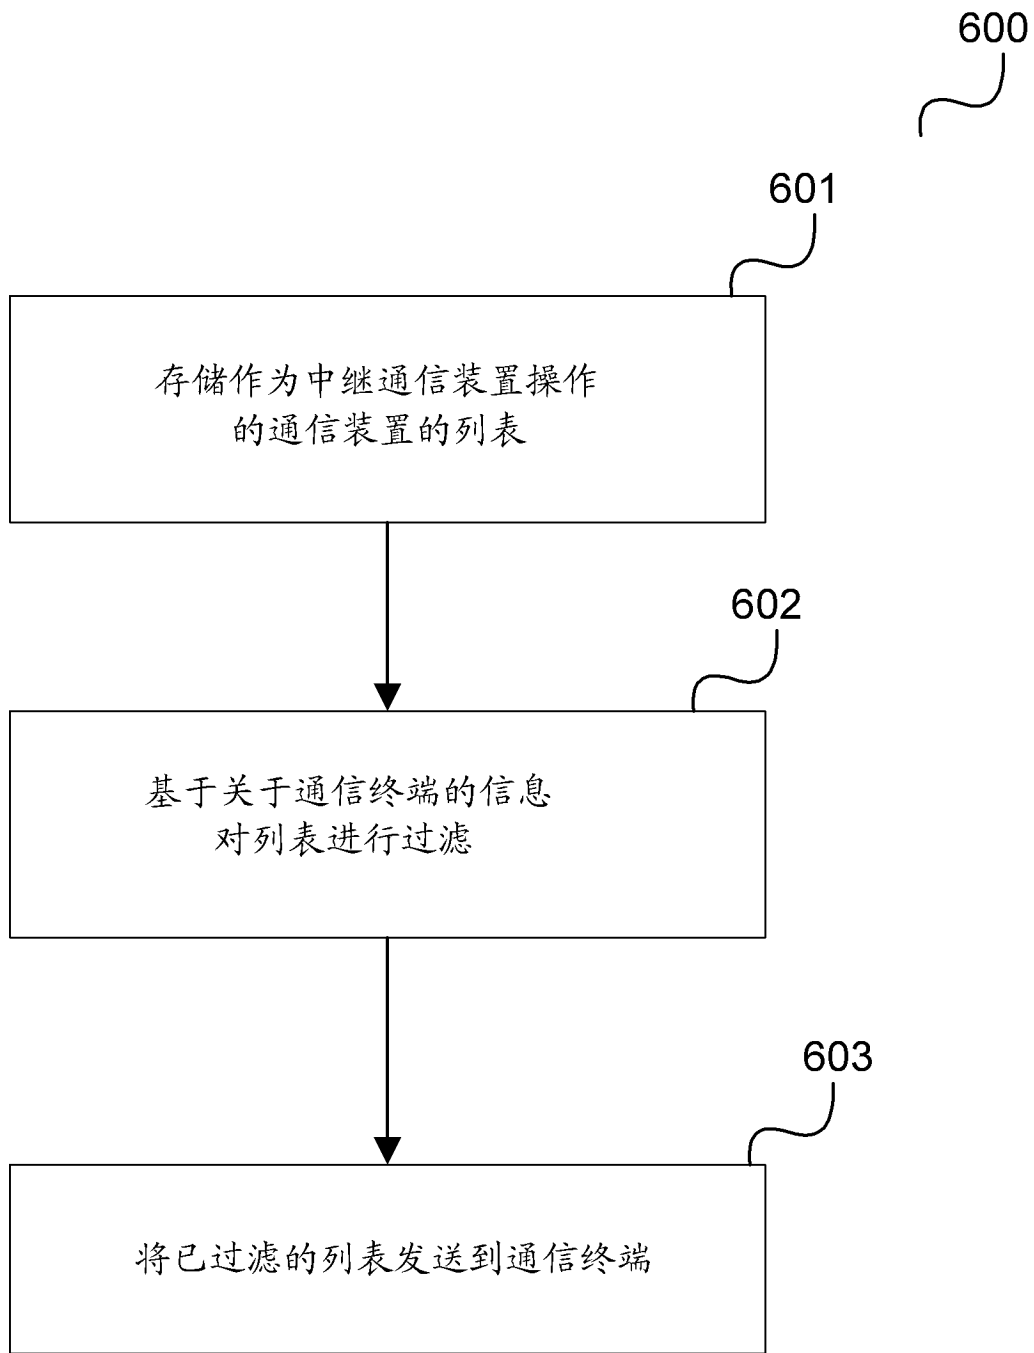 600
601
存储作为中继通信装置操作
的通信装置的列表
602
基于关于通信终端的信息
对列表进行过滤
603
将已过滤的列表发送到通信终端